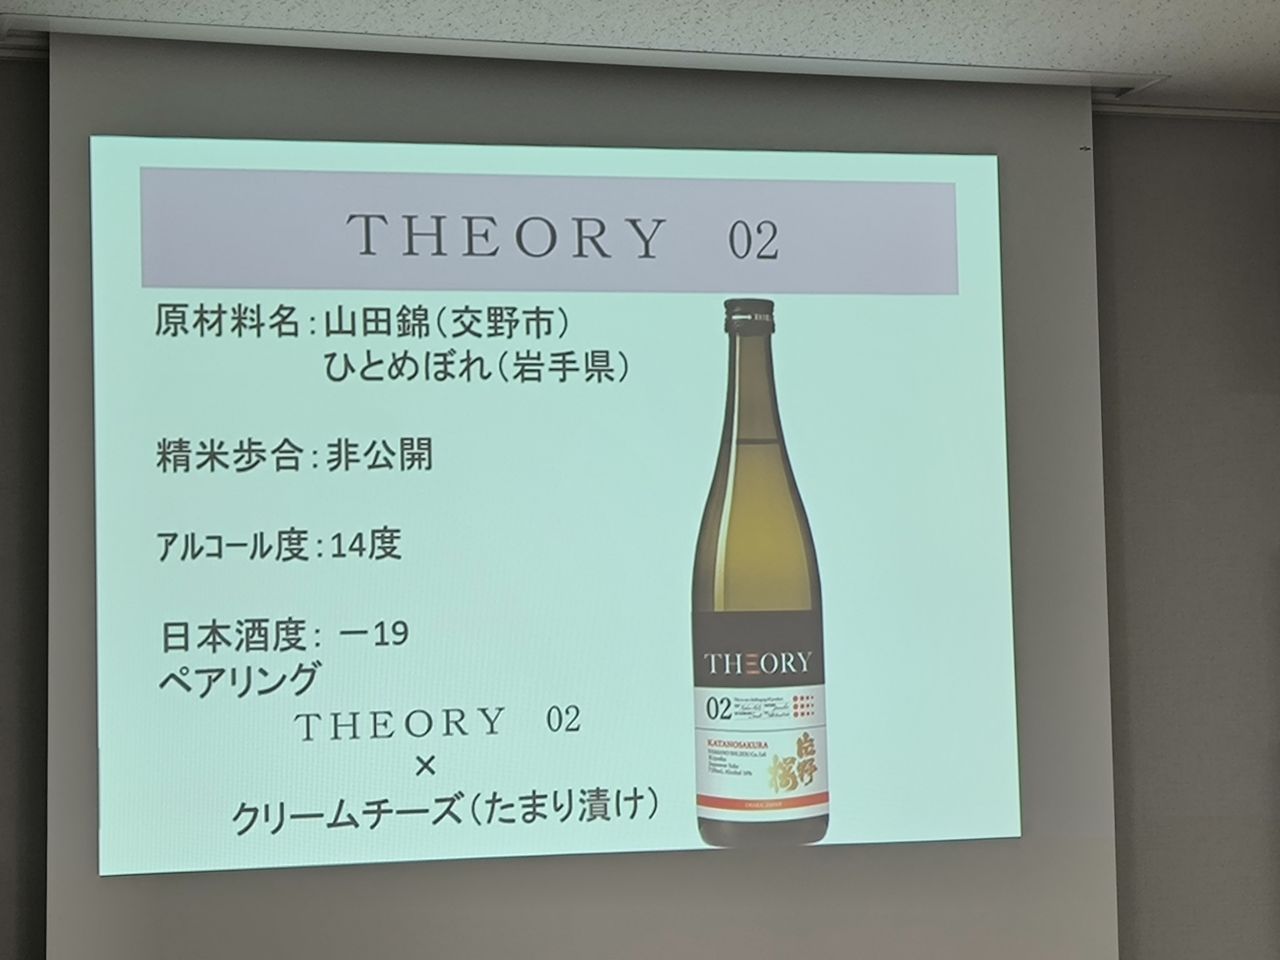 THEORY 02
原材料名：山田錦（交野市）
ひとめぼれ（岩手県）
精米歩合：非公開
アルコール度：14度
日本酒度：－19
ペアリング
THEORY 02
×
クリームチーズ（たまり漬け）
THEORY
02
KATANOSAKURA
片野桜
OSAKA, JAPAN